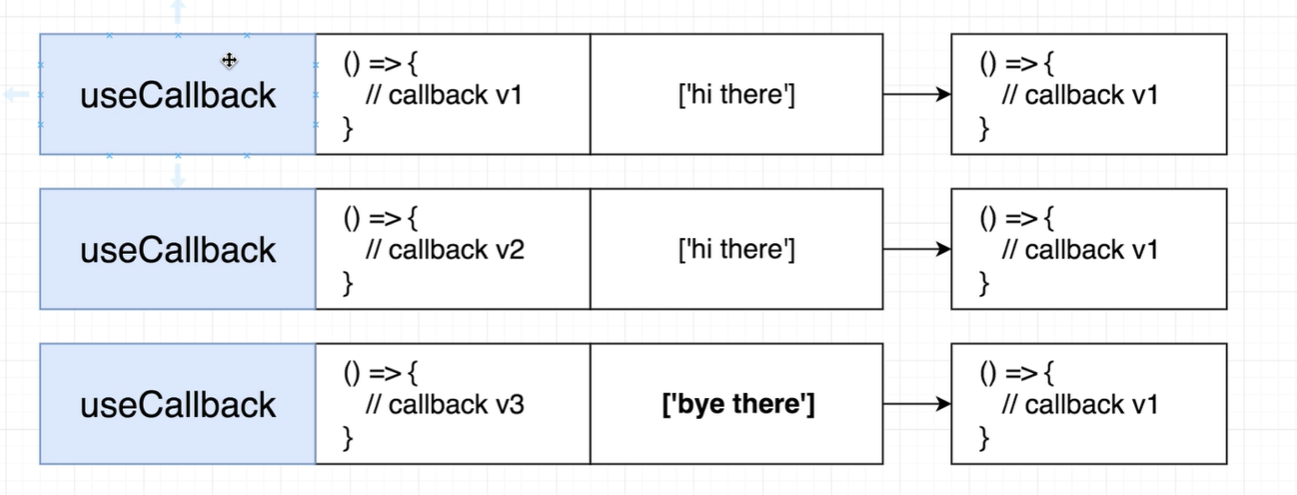 useCallback
() => {
// callback v1
}
['hi there']
() => {
// callback v1
}
useCallback
() => {
// callback v2
}
['hi there']
() => {
// callback v1
}
useCallback
() => {
// callback v3
}
['bye there']
() => {
// callback v1
}